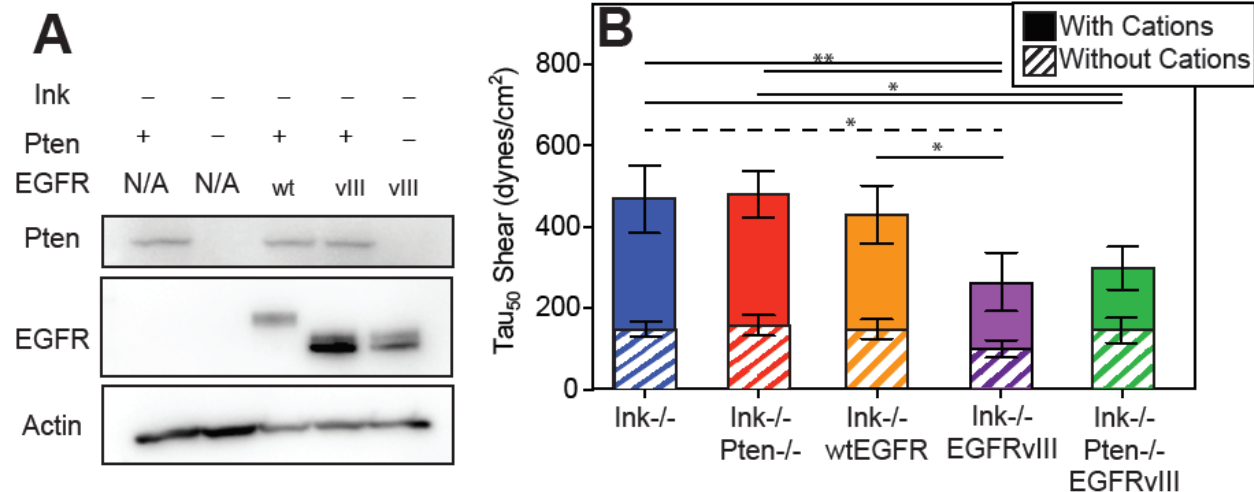 A
Ink – – – – –
Pten + – + + –
EGFR N/A N/A wt vIII vIII
Pten
EGFR
Actin
B
With Cations
Without Cations
Tau50 Shear (dynes/cm2)
800
600
400
200
0
**
*
*
*
Ink-/-
Ink-/-
Pten-/-
Ink-/-
wtEGFR
Ink-/-
EGFRvIII
Ink-/-
Pten-/-
EGFRvIII